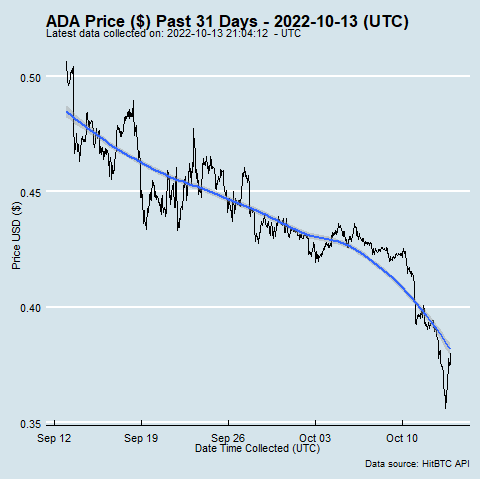 ADA Price ($) Past 31 Days - 2022-10-13 (UTC)
Latest data collected on: 2022-10-13 21:04:12 - UTC
0.50
0.45
0.40
0.35
Price USD ($)
Sep 12 Sep 19 Sep 26 Oct 03 Oct 10
Date Time Collected (UTC)
Data source: HitBTC API